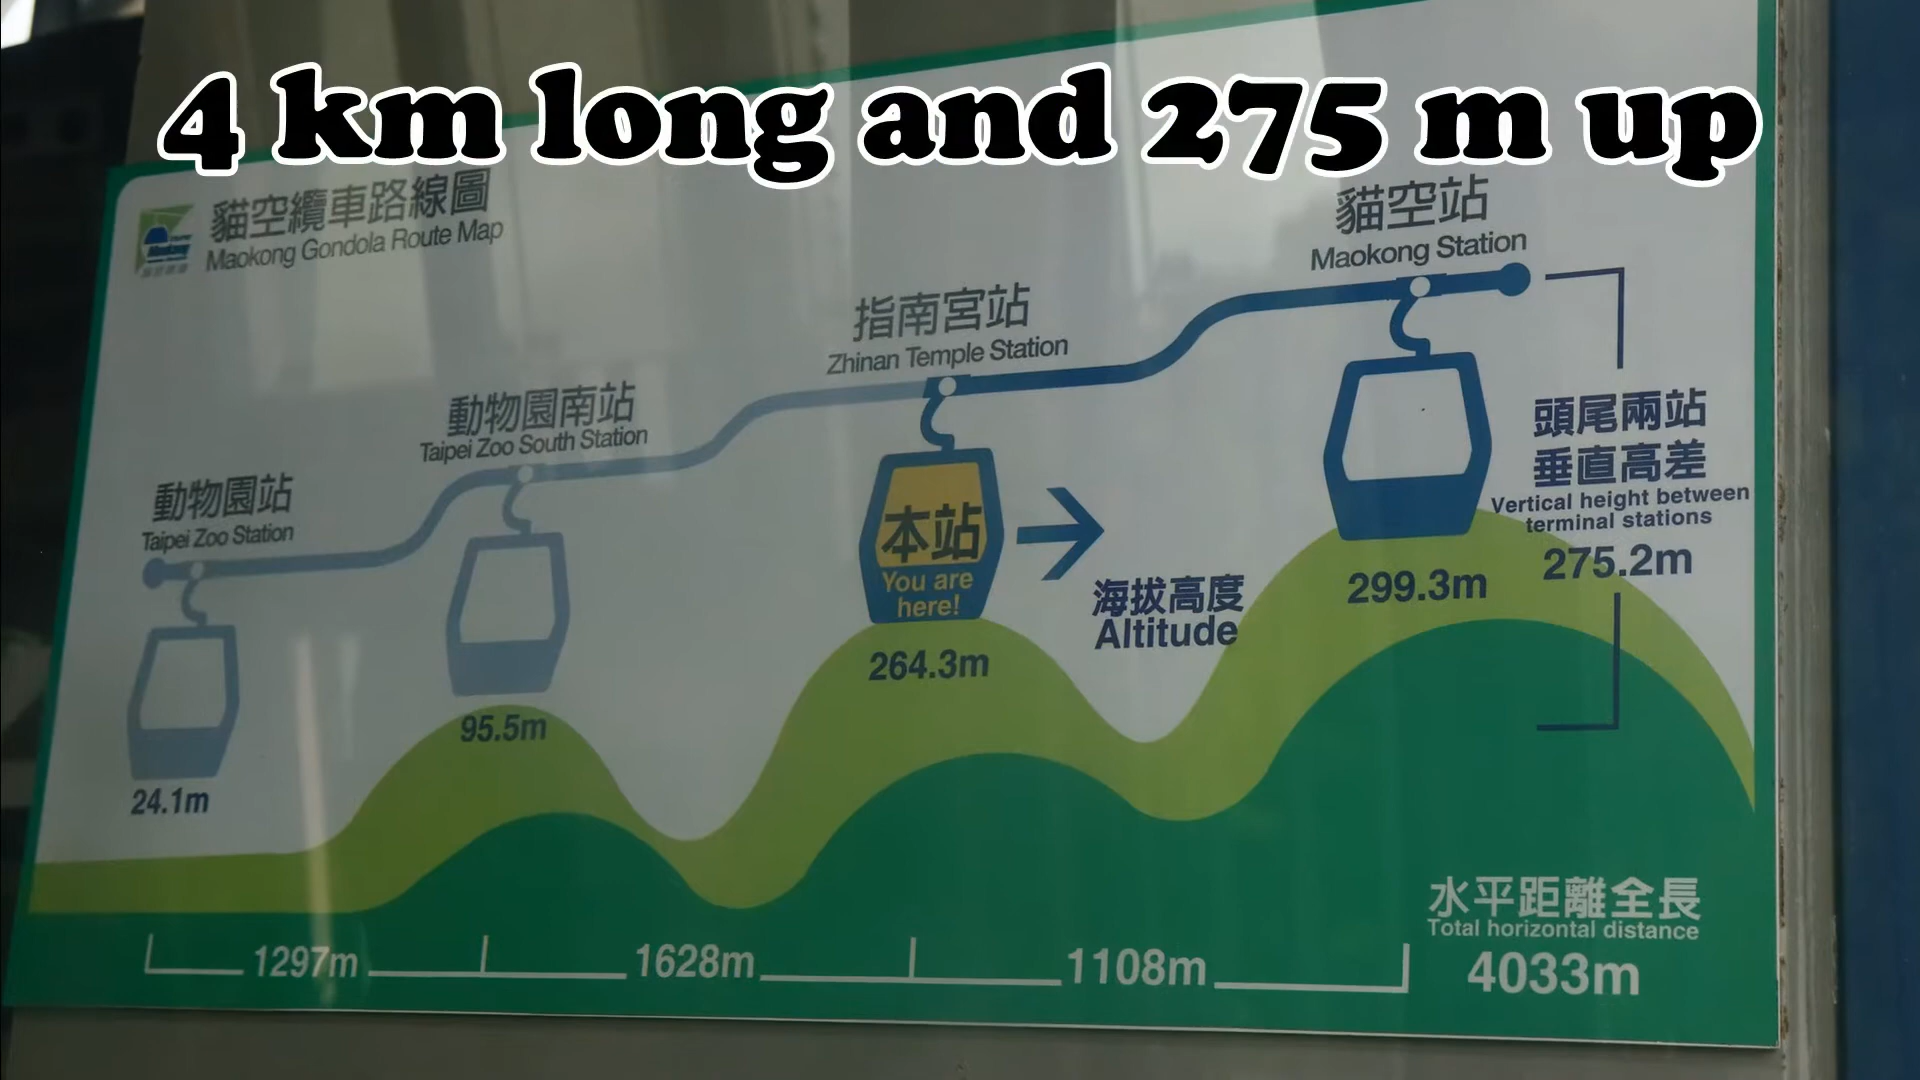 4 km long and 275 m up
貓空纜車路線圖
Maokong Gondola Route Map
貓空站
Maokong Station
指南宮站
Zhinan Temple Station
動物園南站
Taipei Zoo South Station
動物園站
Taipei Zoo Station
本站
You are
here!
頭尾兩站
垂直高差
Vertical height between
terminal stations
275.2m
海拔高度
Altitude
299.3m
264.3m
95.5m
24.1m
水平距離全長
Total horizontal distance
4033m
1297m
1628m
1108m